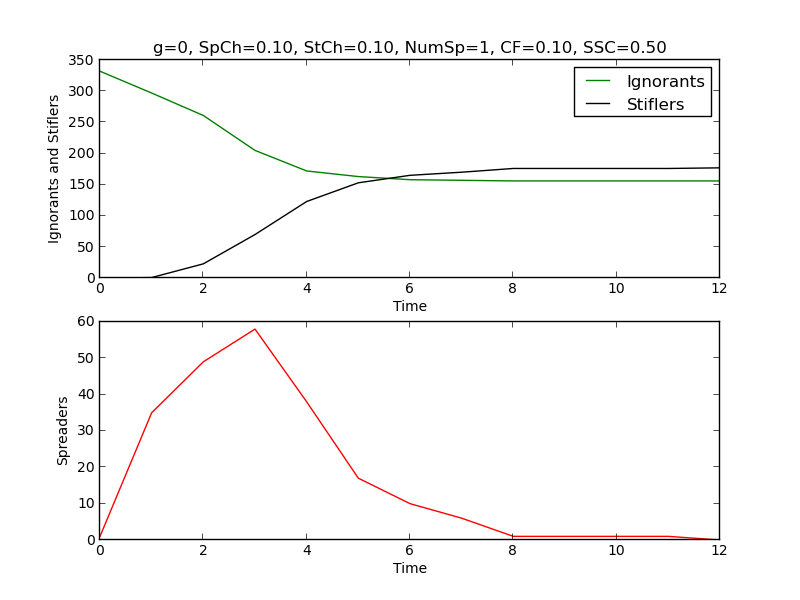 g=0, SpCh=0.10, StCh=0.10, NumSp=1, CF=0.10, SSC=0.50
350
300
250
200
150
100
50
0
Ignorants and Stiflers
Ignorants
Stiflers
0 2 4 6 8 10 12
Time
60
50
40
30
20
10
0
Spreaders
0 2 4 6 8 10 12
Time